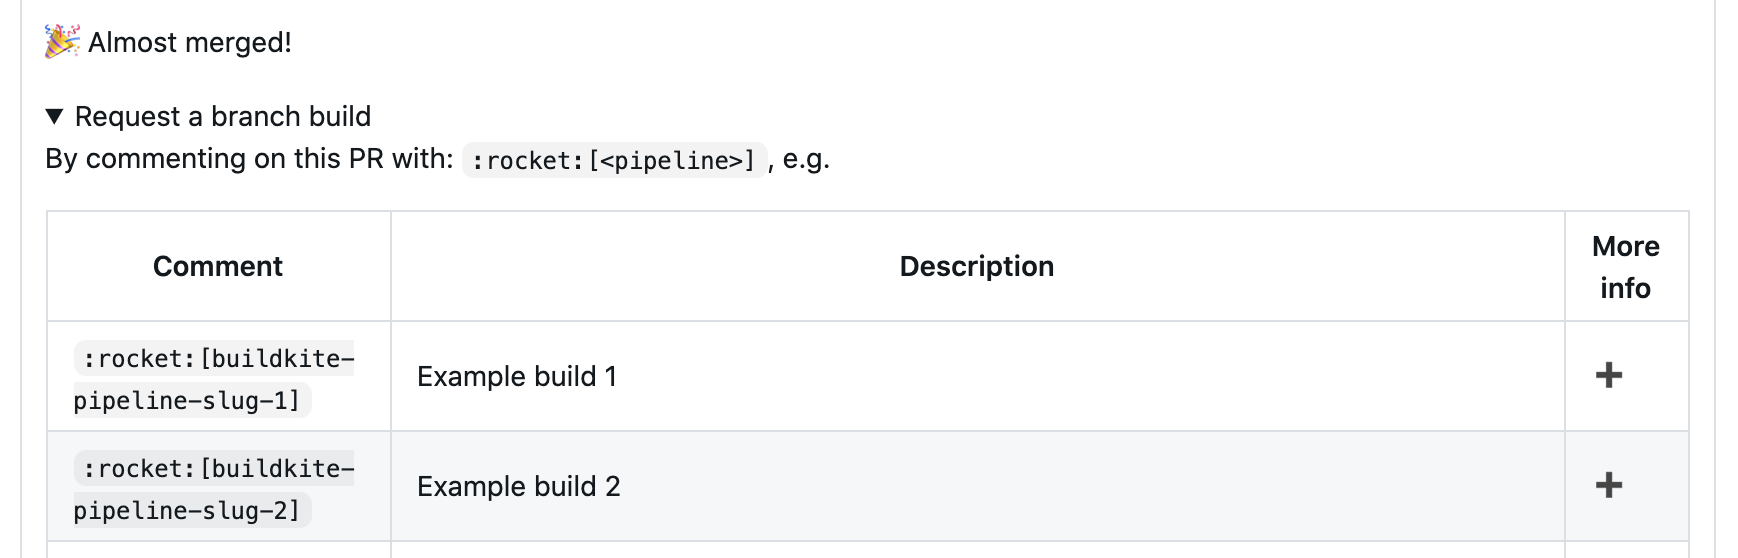 🎉 Almost merged!
▼ Request a branch build
By commenting on this PR with: :rocket:[<pipeline>], e.g.
Comment
Description
More
info
:rocket:[buildkite-
pipeline-slug-1]
Example build 1
➕
:rocket:[buildkite-
pipeline-slug-2]
Example build 2
➕